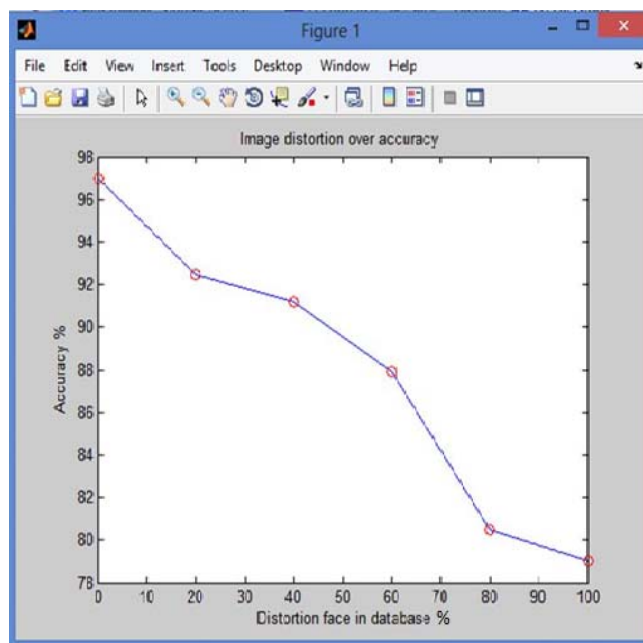 Figure 1
File Edit View Insert Tools Desktop Window Help
Image distortion over accuracy
98
96
94
92
90
88
86
84
82
80
78
Accuracy %
0 10 20 30 40 50 60 70 80 90 100
Distortion face in database %